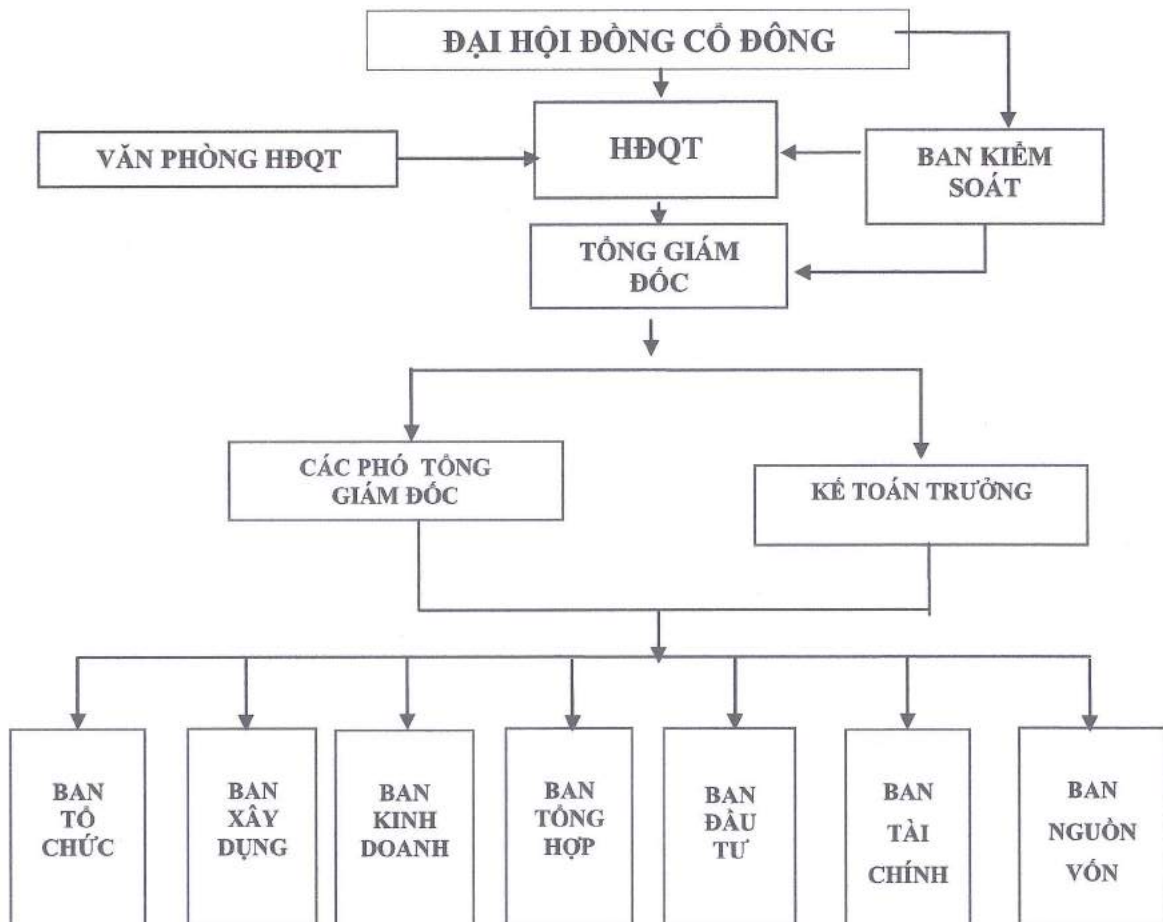 ĐẠI HỘI ĐỒNG CỔ ĐÔNG
HĐQT
VĂN PHÒNG HĐQT
BAN KIỂM
SOÁT
TỔNG GIÁM
ĐỐC
CÁC PHÓ TỔNG
GIÁM ĐỐC
KẾ TOÁN TRƯỞNG
BAN
TỔ
CHỨC
BAN
XÂY
DỤNG
BAN
KINH
DOANH
BAN
TỔNG
HỢP
BAN
ĐẦU
TƯ
BAN
TÀI
CHÍNH
BAN
NGUỒN
VỐN